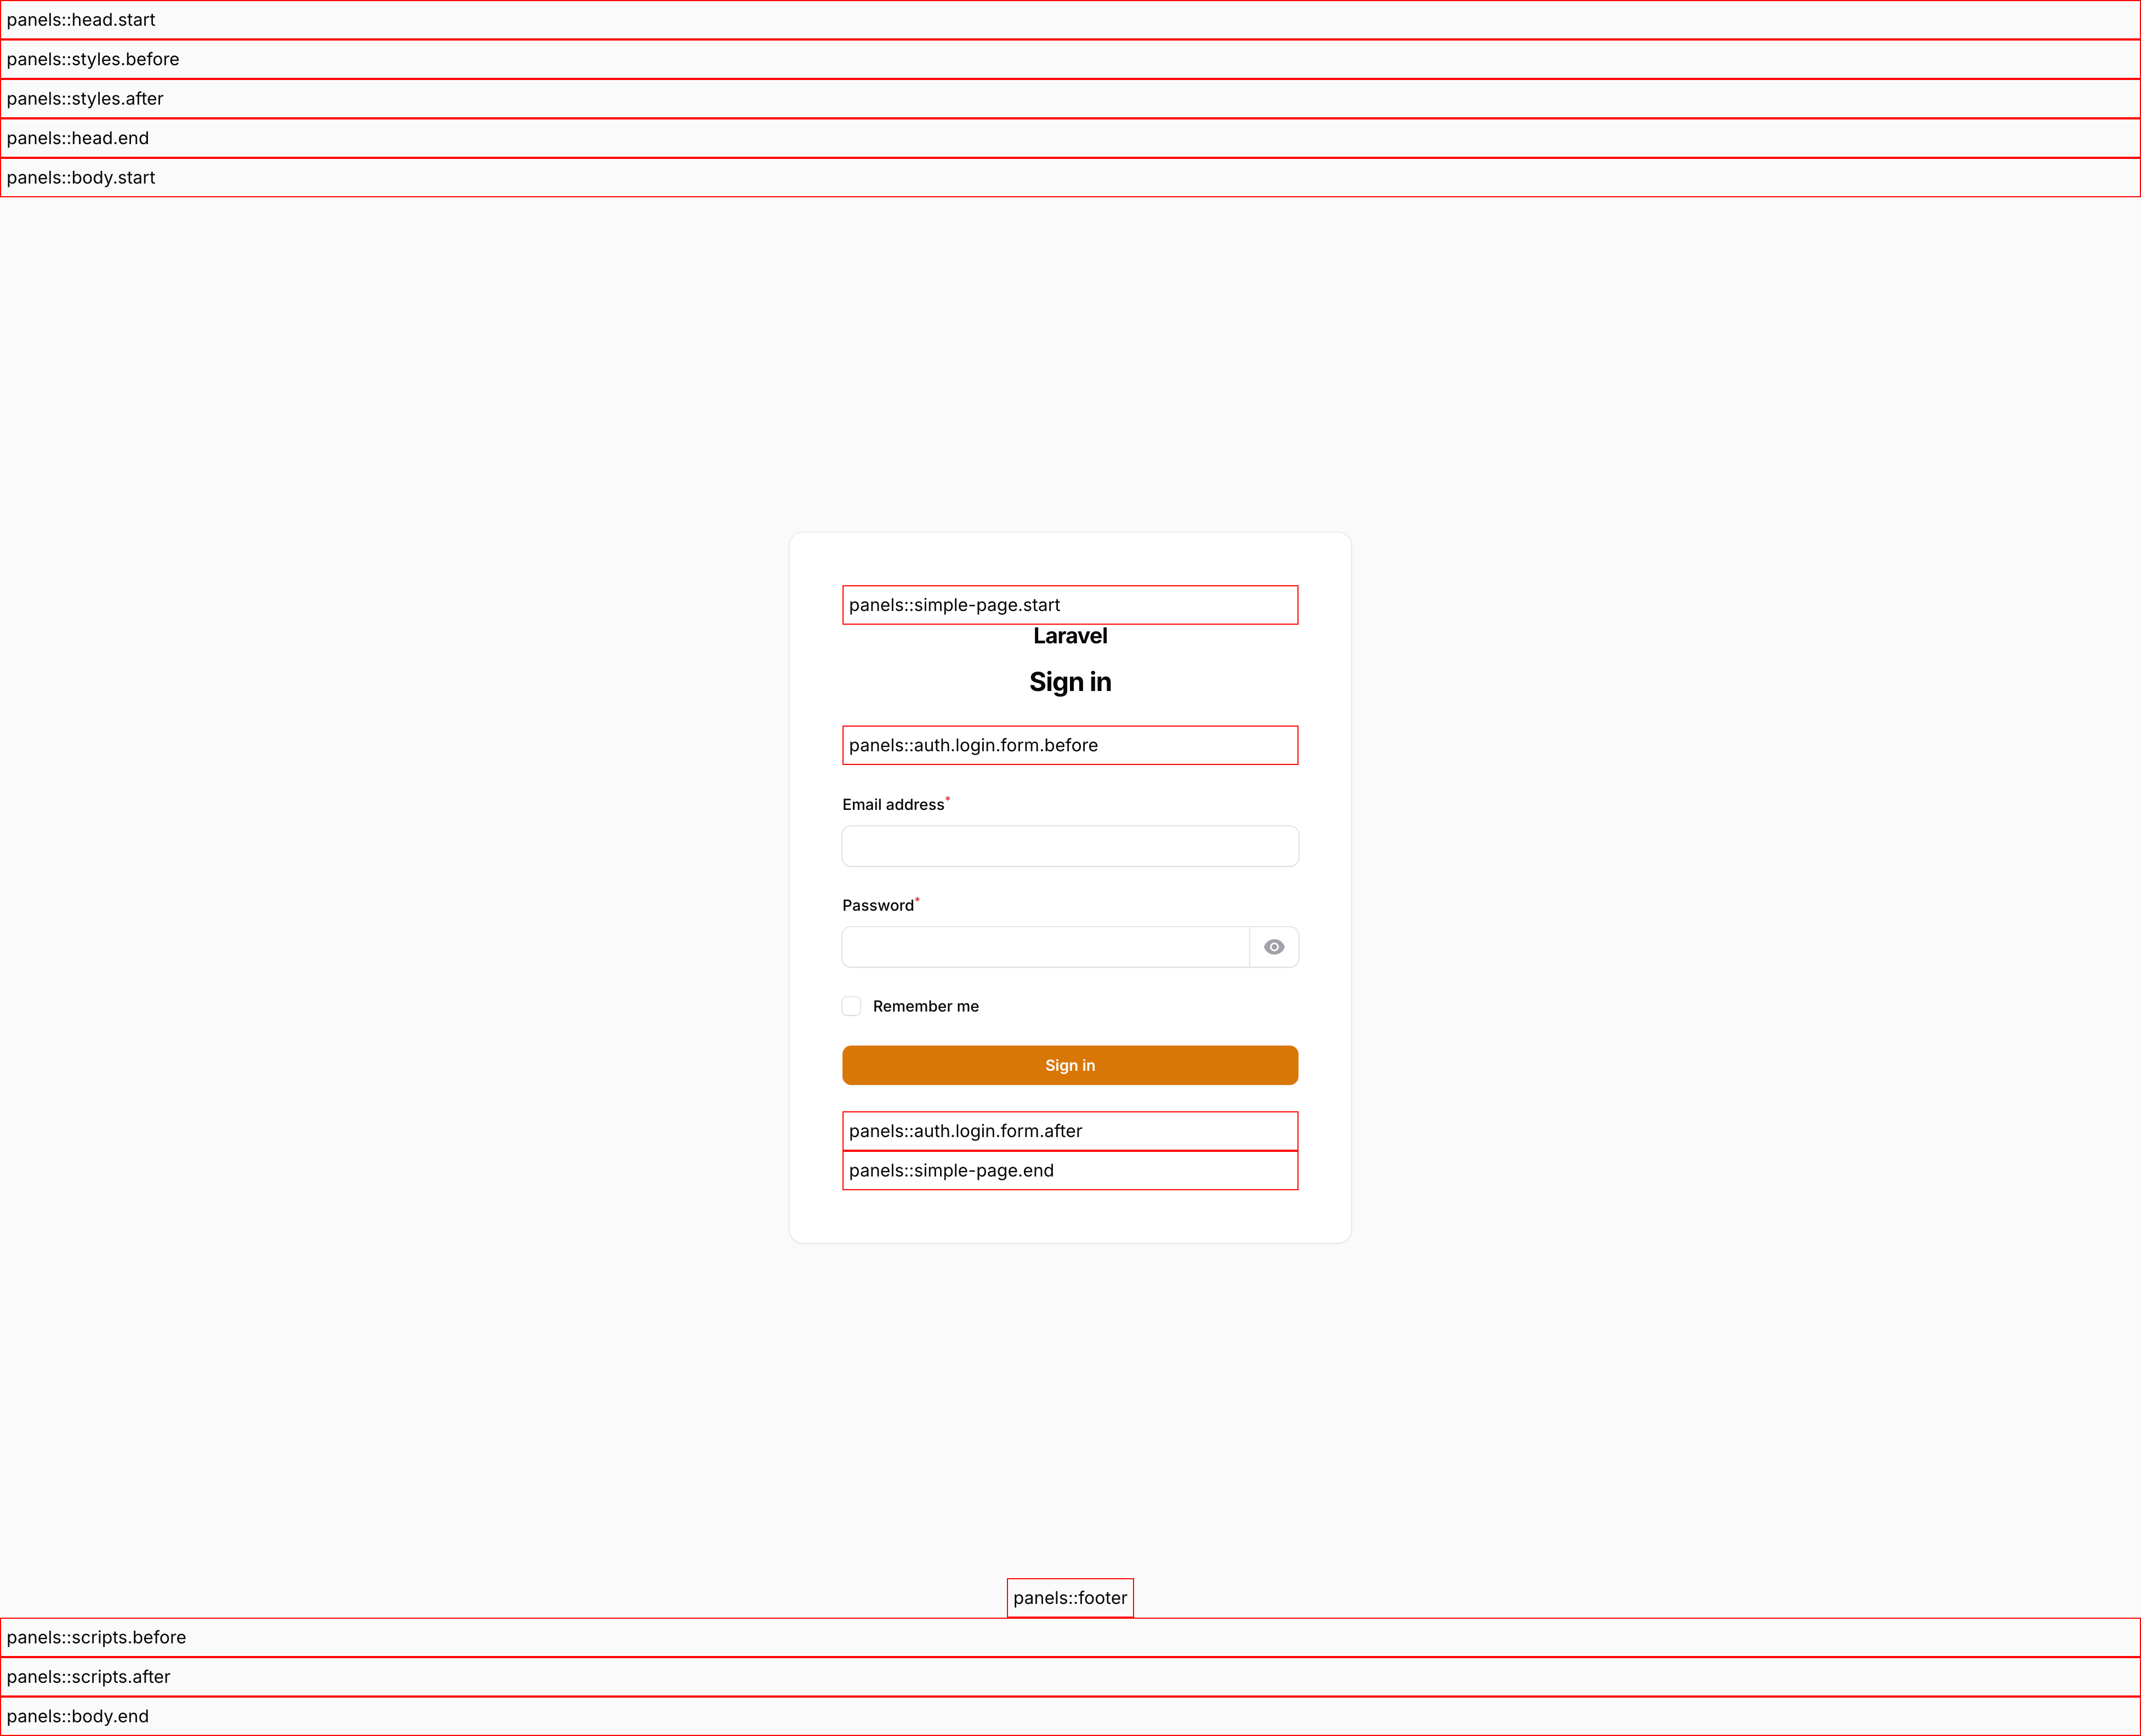 panels::head.start
panels::styles.before
panels::styles.after
panels::head.end
panels::body.start
panels::simple-page.start
Laravel
Sign in
panels::auth.login.form.before
Email address*
Password*
Remember me
Sign in
panels::auth.login.form.after
panels::simple-page.end
panels::footer
panels::scripts.before
panels::scripts.after
panels::body.end